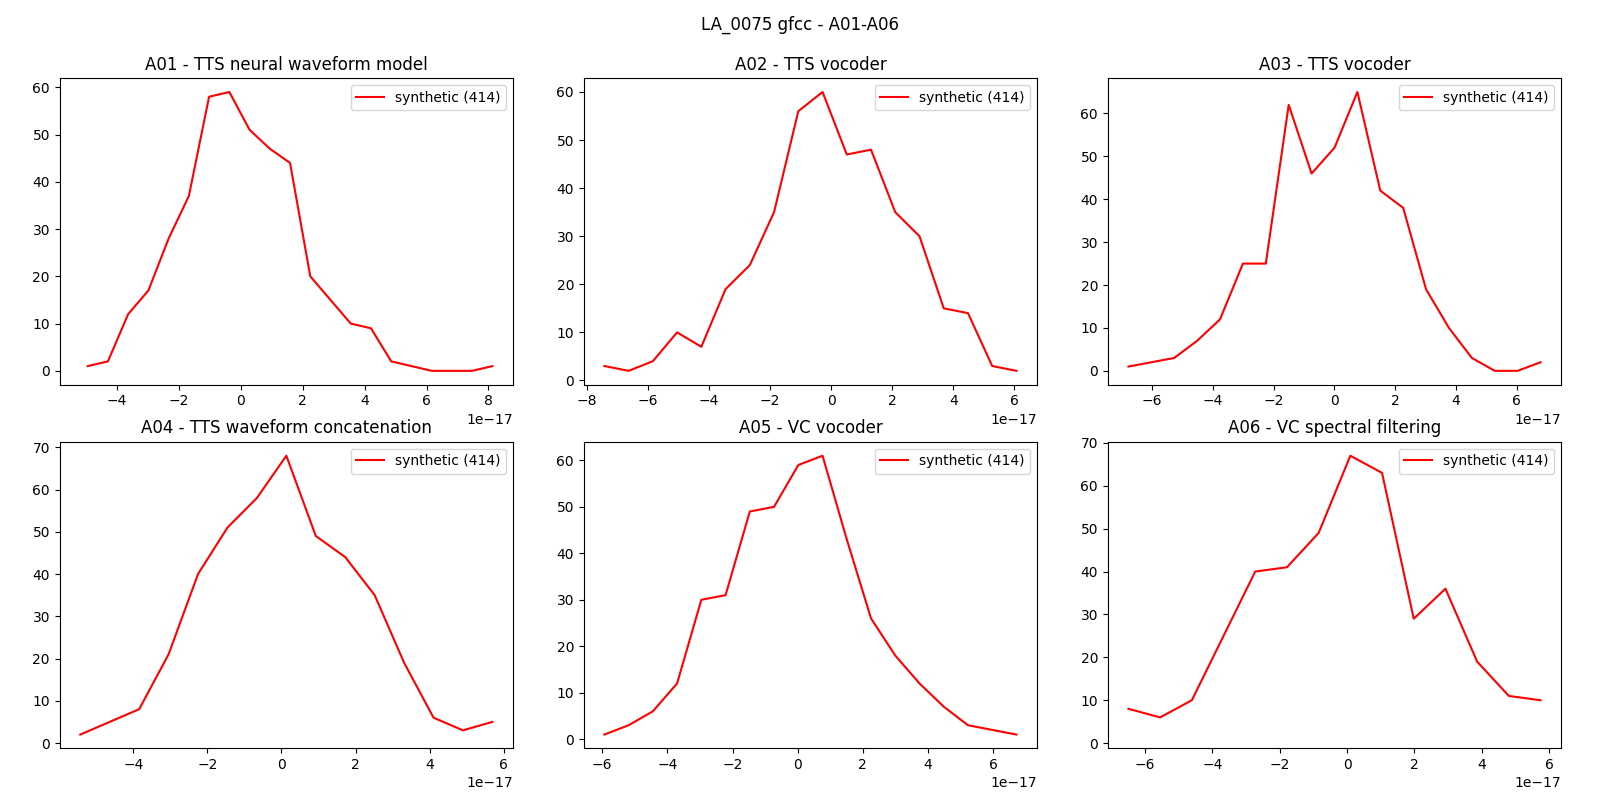 LA_0075 gfcc - A01-A06
A01 - TTS neural waveform model
synthetic (414)
60
50
40
30
20
10
0
−4 −2 0 2 4 6 8
1e−17
A02 - TTS vocoder
synthetic (414)
60
50
40
30
20
10
0
−8 −6 −4 −2 0 2 4 6
1e−17
A03 - TTS vocoder
synthetic (414)
60
50
40
30
20
10
0
−6 −4 −2 0 2 4 6
1e−17
A04 - TTS waveform concatenation
synthetic (414)
70
60
50
40
30
20
10
0
−4 −2 0 2 4 6
1e−17
A05 - VC vocoder
synthetic (414)
60
50
40
30
20
10
0
−6 −4 −2 0 2 4 6
1e−17
A06 - VC spectral filtering
synthetic (414)
70
60
50
40
30
20
10
0
−6 −4 −2 0 2 4 6
1e−17